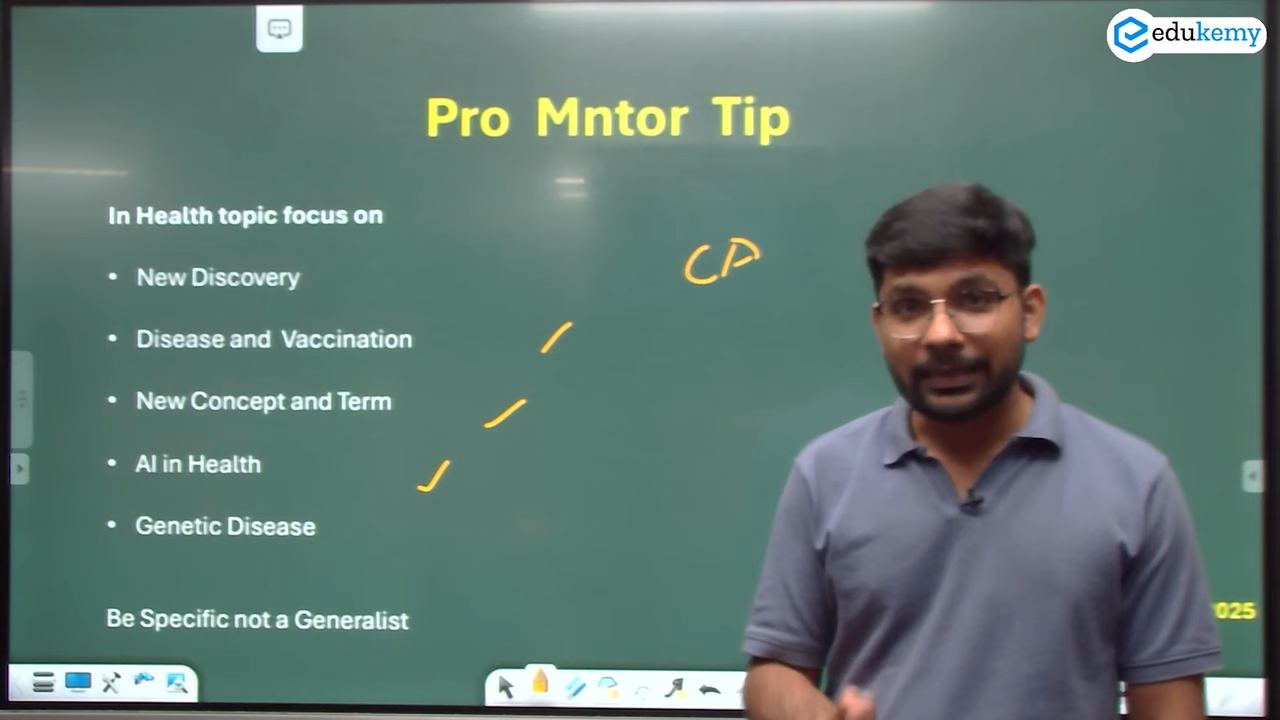 edukemy
Pro Mntor Tip
In Health topic focus on
• New Discovery
• Disease and Vaccination
• New Concept and Term
• AI in Health
• Genetic Disease
Be Specific not a Generalist
2025